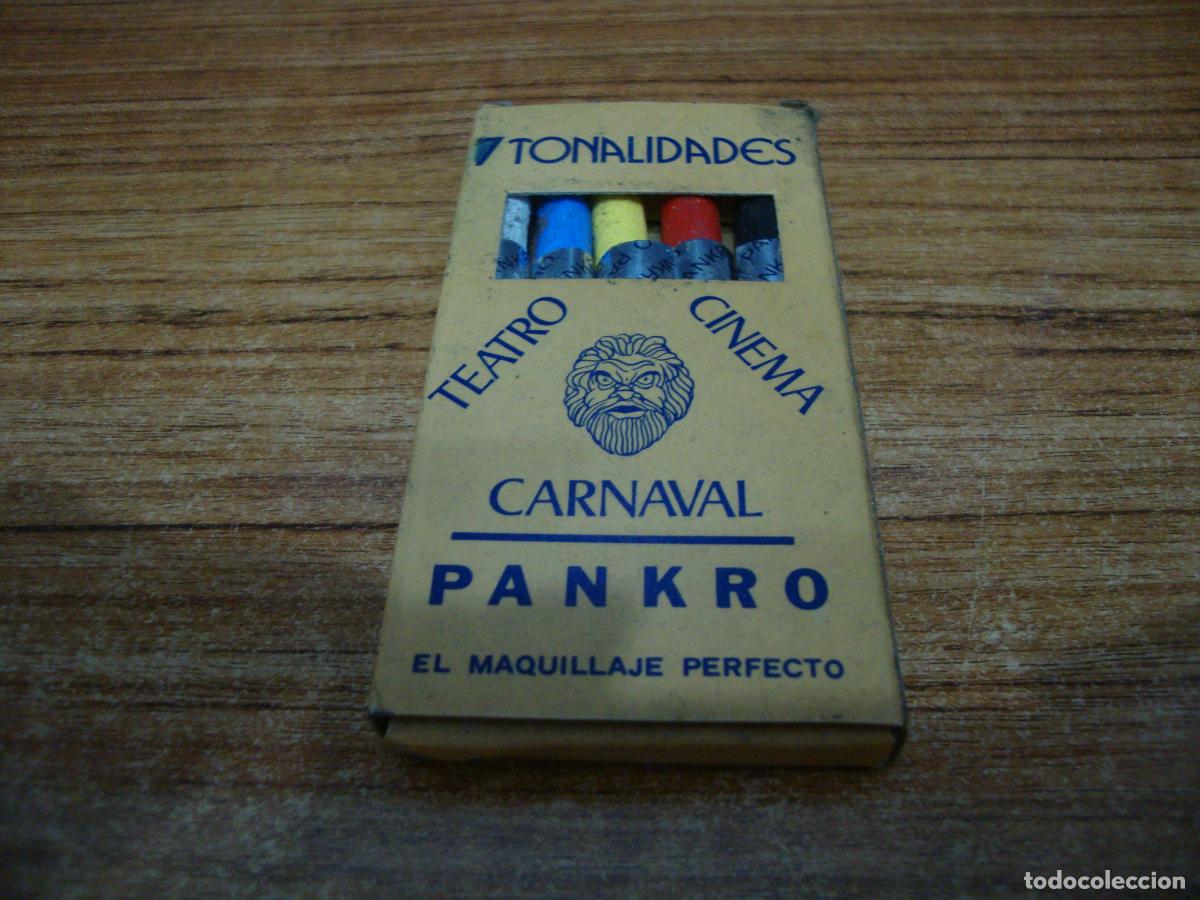 7 TONALIDADES
TEATRO
CINEMA
CARNAVAL
PANKRO
EL MAQUILLAJE PERFECTO
todocoleccion